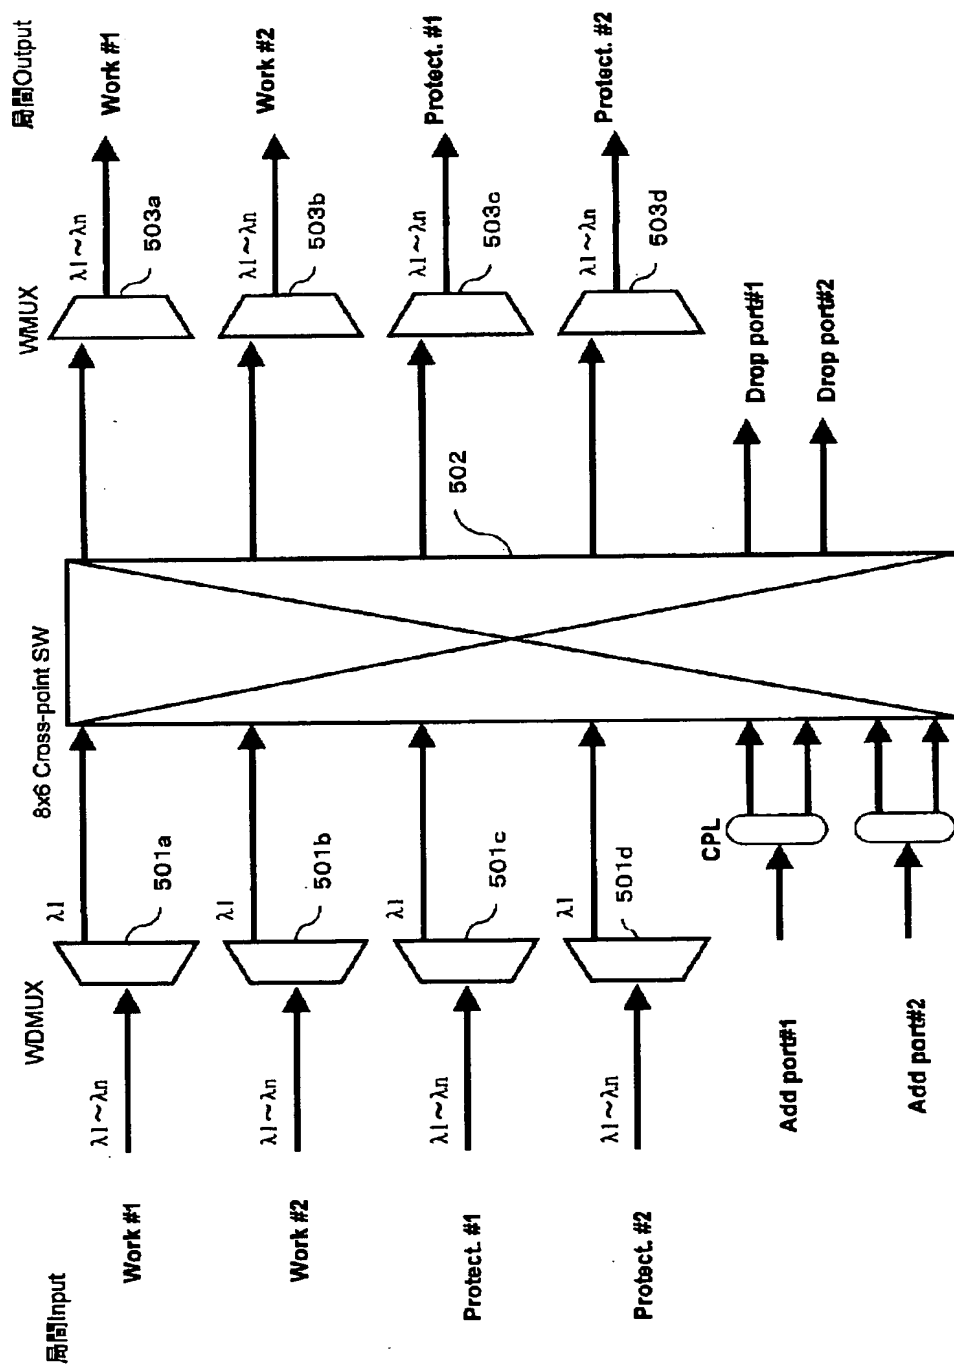 局間Input
WDMUX
8x6 Cross-point SW
WMUX
局間Output
Work #1
λ1~λn
501a
λ1
λ1~λn
503a
Work #1
Work #2
λ1~λn
501b
λ1
λ1~λn
503b
Work #2
Protect. #1
λ1~λn
501c
λ1
502
λ1~λn
503c
Protect. #1
Protect. #2
λ1~λn
501d
λ1
λ1~λn
503d
Protect. #2
Add port#1
CPL
Drop port#1
Drop port#2
Add port#2